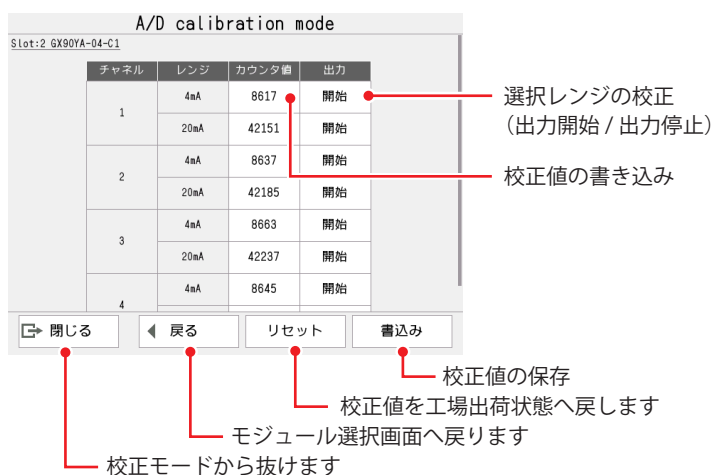 A/D calibration mode
Slot:2 GX90YA-04-C1
チャネル レンジ カウンタ値 出力
1 4mA 8617 開始
20mA 42151 開始
2 4mA 8637 開始
20mA 42185 開始
3 4mA 8663 開始
20mA 42237 開始
4 4mA 8645 開始
閉じる 戻る リセット 書込み
選択レンジの校正
（出力開始 / 出力停止）
校正値の書き込み
校正値の保存
校正値を工場出荷状態へ戻します
モジュール選択画面へ戻ります
校正モードから抜けます